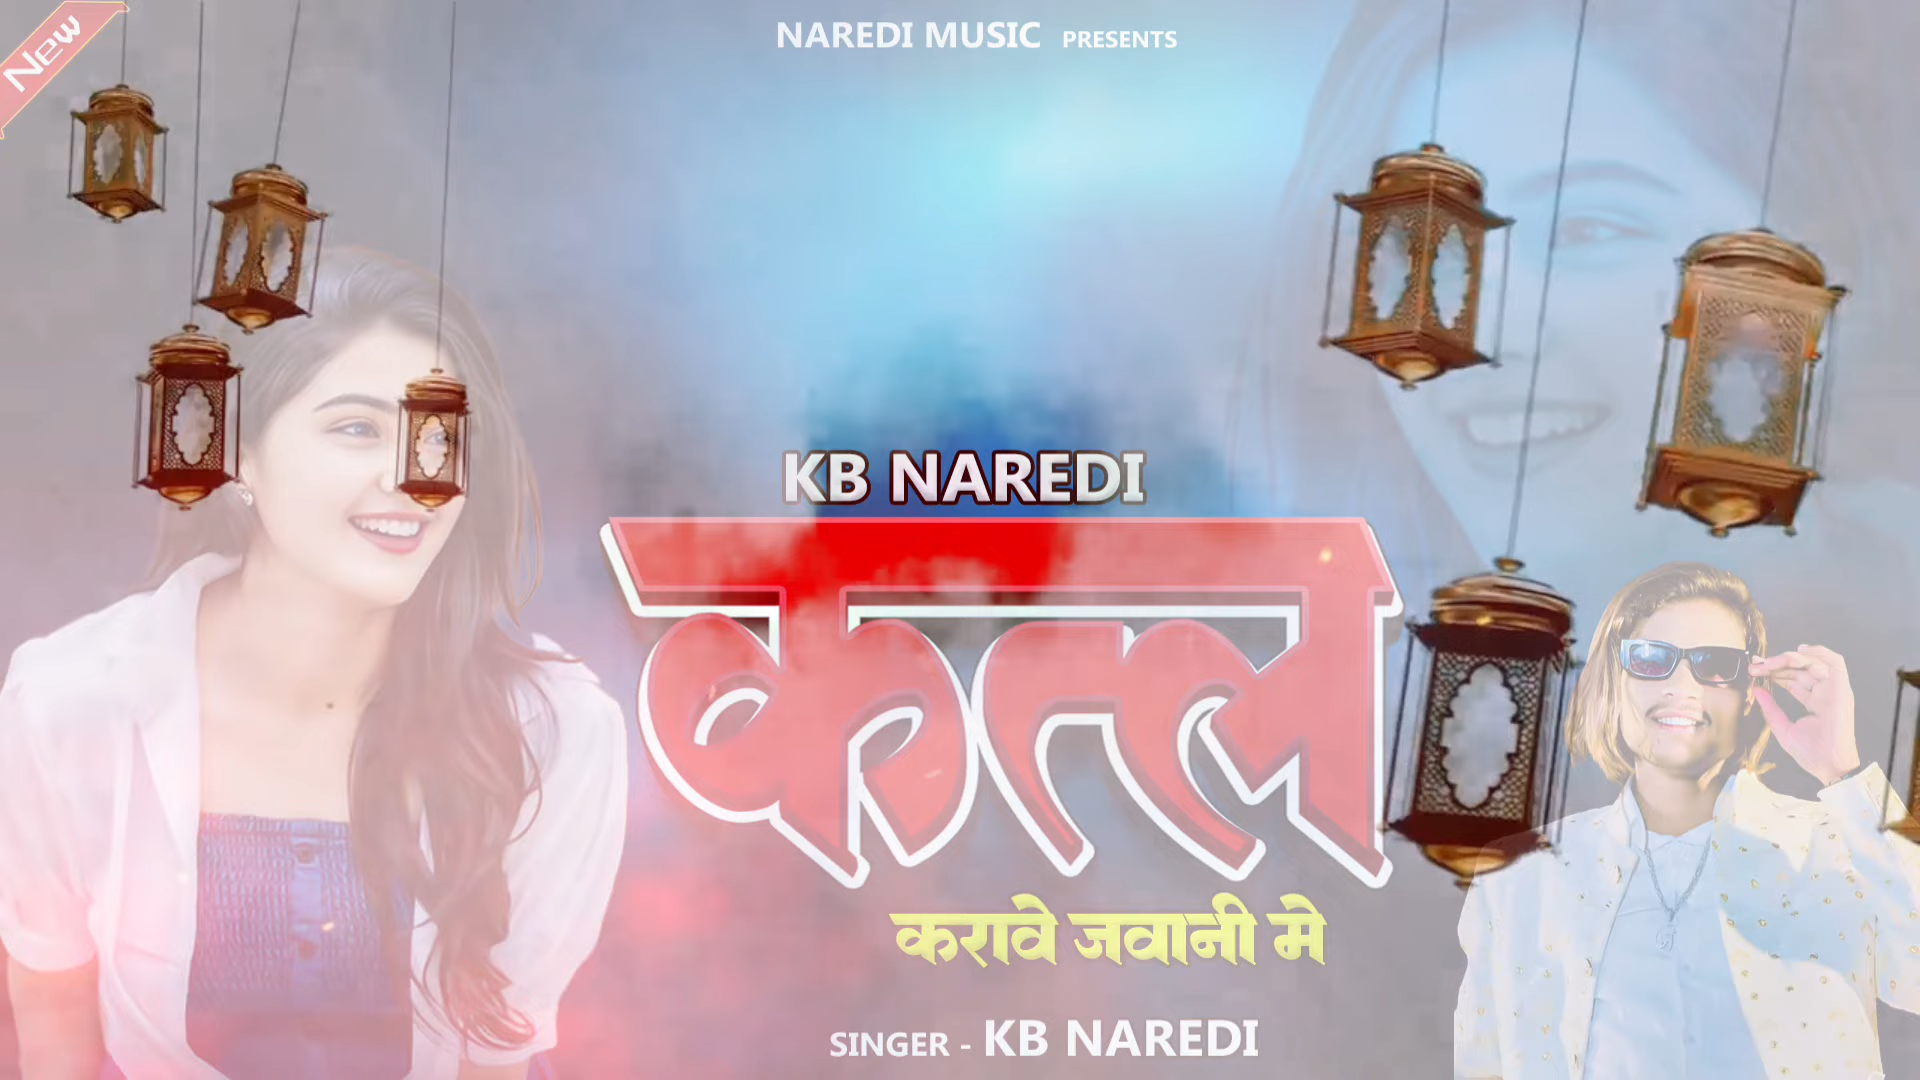 New
NAREDI MUSIC PRESENTS
KB NAREDI
कत्ल
करावे जवानी मे
SINGER - KB NAREDI